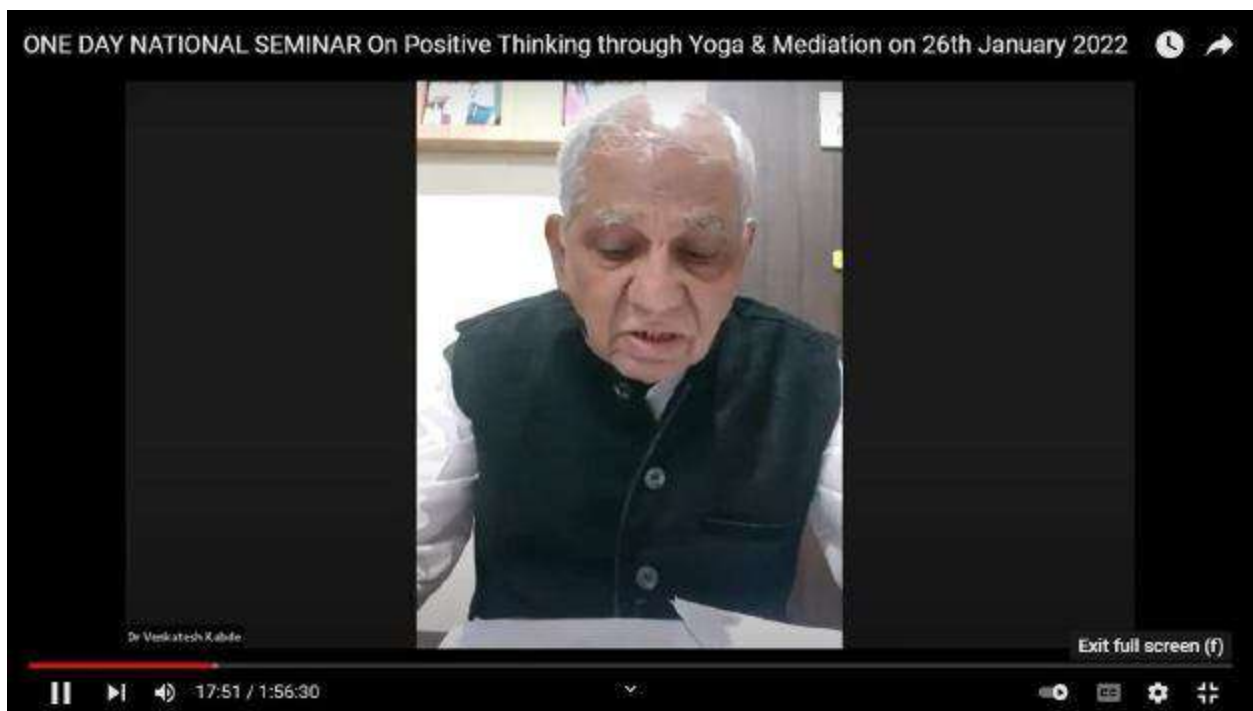 ONE DAY NATIONAL SEMINAR On Positive Thinking through Yoga & Mediation on 26th January 2022
Dr Venkatesh Kabde
Exit full screen (f)
17:51 / 1:56:30
CC